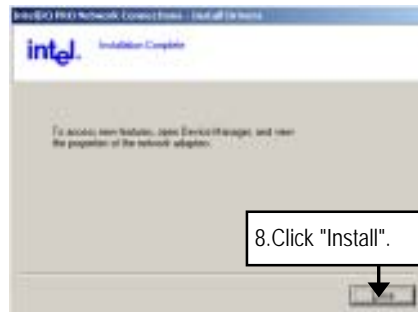 Intel(R) PRO Network Connections - Install Drivers
intel.
Installation Complete
To access new features, open Device Manager, and view
the properties of the network adapters.
8.Click "Install".